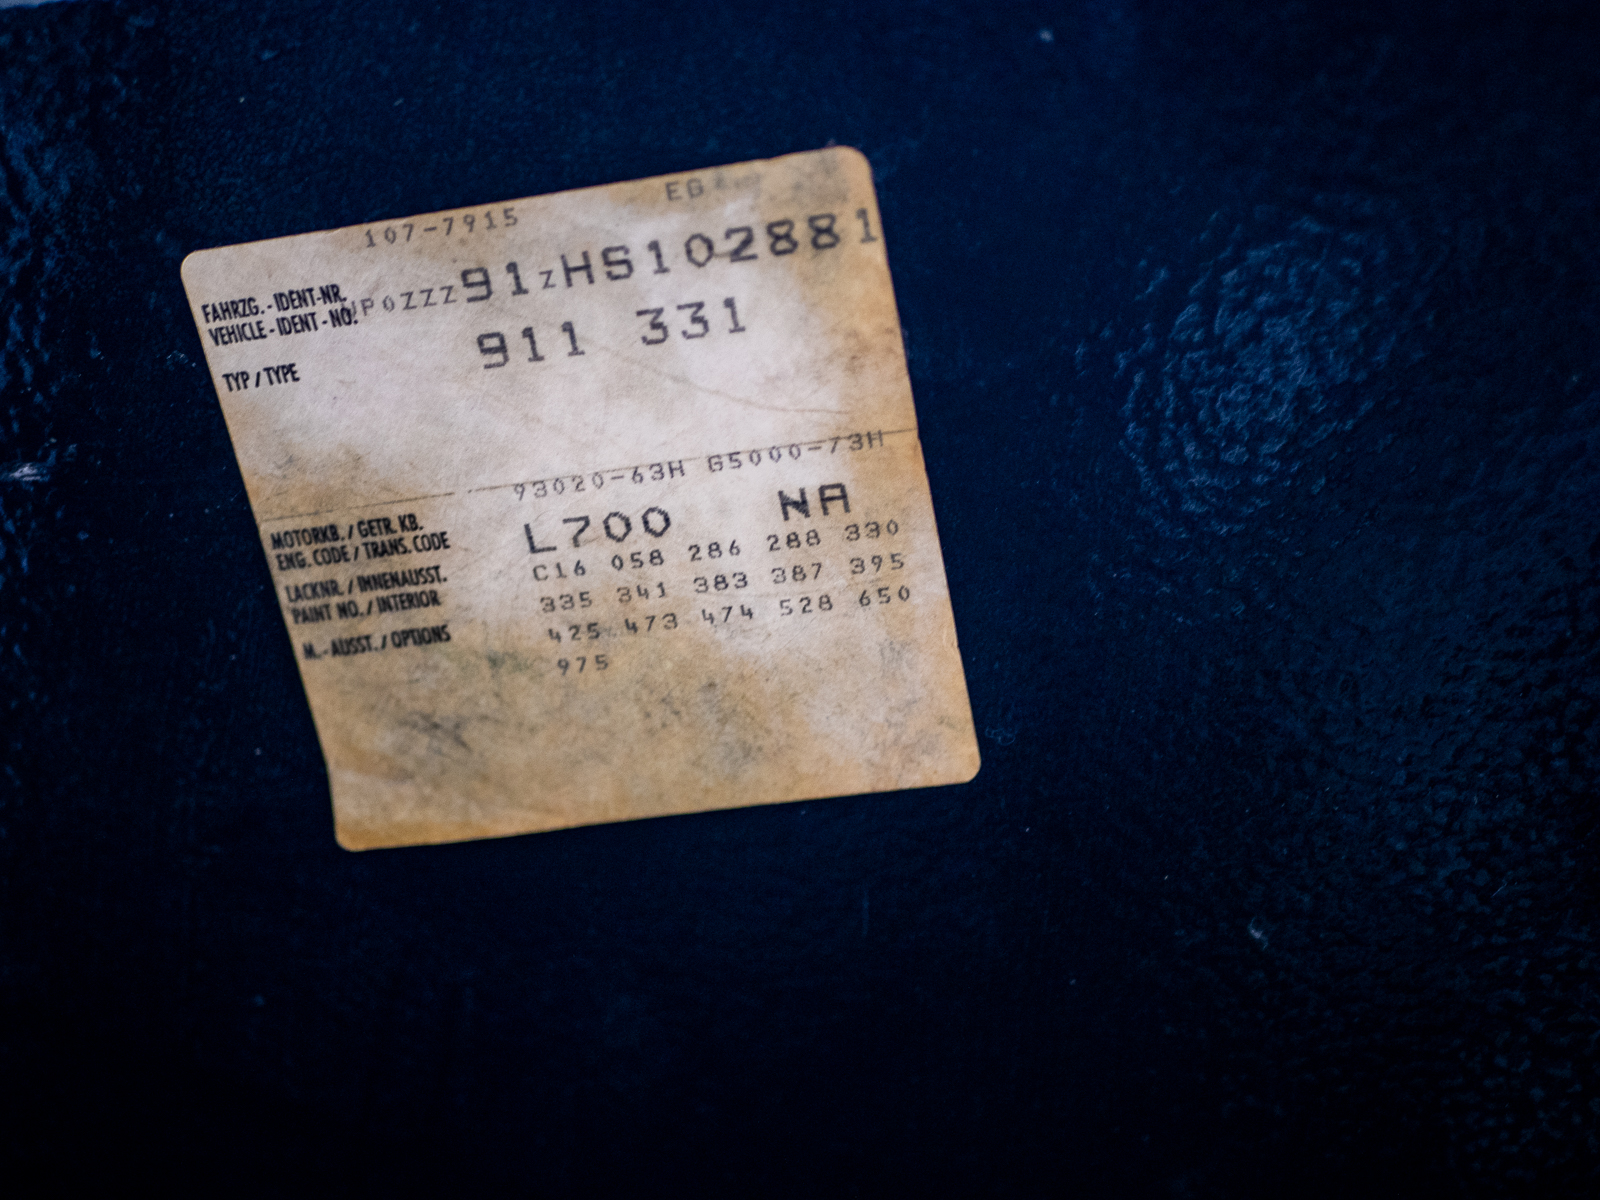 107-7915 EG
FAHRZG.-IDENT-NR.
VEHICLE-IDENT-NO. WP0ZZZ91ZHS102881
TYP / TYPE 911 331
93020-63H G5000-73H
MOTORKB. / GETR. KB.
ENG. CODE / TRANS. CODE L700 NA
LACKNR. / INNENAUSST. C16 058 286 288 330
PAINT NO. / INTERIOR 335 341 383 387 395
M.-AUSST. / OPTIONS 425 473 474 528 650
975